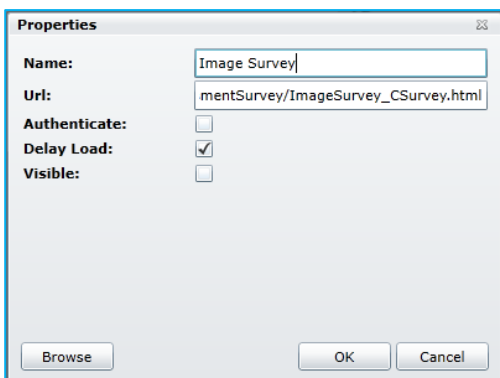 Properties
Name: Image Survey
Url: mentSurvey/ImageSurvey_CSurvey.html
Authenticate:
Delay Load:
Visible:
Browse OK Cancel